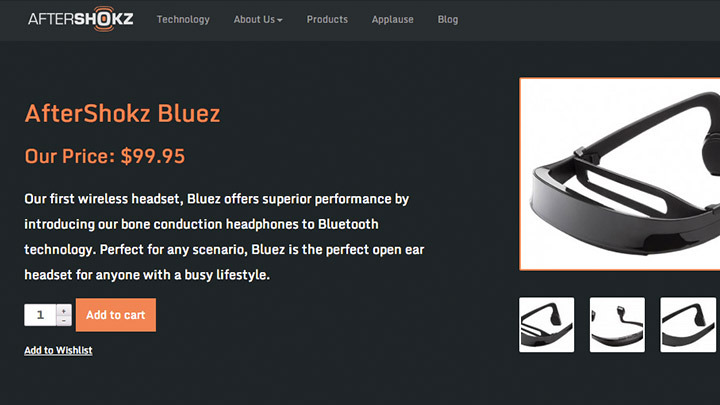 AFTERSHOKZ
Technology
About Us
Products
Applause
Blog
AfterShokz Bluez
Our Price: $99.95
Our first wireless headset, Bluez offers superior performance by
introducing our bone conduction headphones to Bluetooth
technology. Perfect for any scenario, Bluez is the perfect open ear
headset for anyone with a busy lifestyle.
1 + -
Add to cart
Add to Wishlist